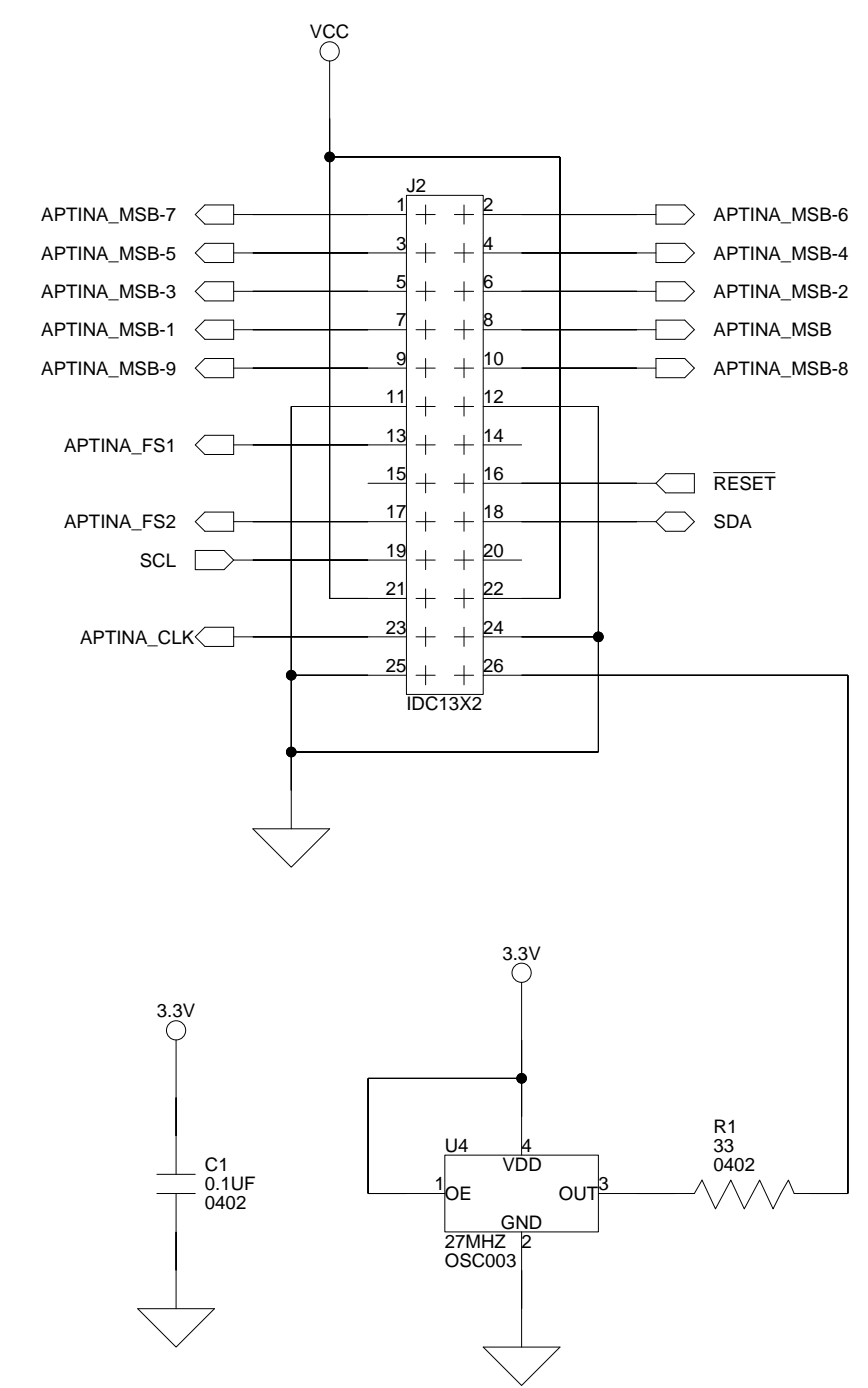 VCC
J2
APTINA_MSB-7 1 2 APTINA_MSB-6
APTINA_MSB-5 3 4 APTINA_MSB-4
APTINA_MSB-3 5 6 APTINA_MSB-2
APTINA_MSB-1 7 8 APTINA_MSB
APTINA_MSB-9 9 10 APTINA_MSB-8
11 12
APTINA_FS1 13 14
15 16 RESET
APTINA_FS2 17 18 SDA
SCL 19 20
21 22
APTINA_CLK 23 24
25 26
IDC13X2
3.3V
3.3V
C1
0.1UF
0402
U4 4
VDD
1 OE OUT 3
GND
27MHZ 2
OSC003
R1
33
0402